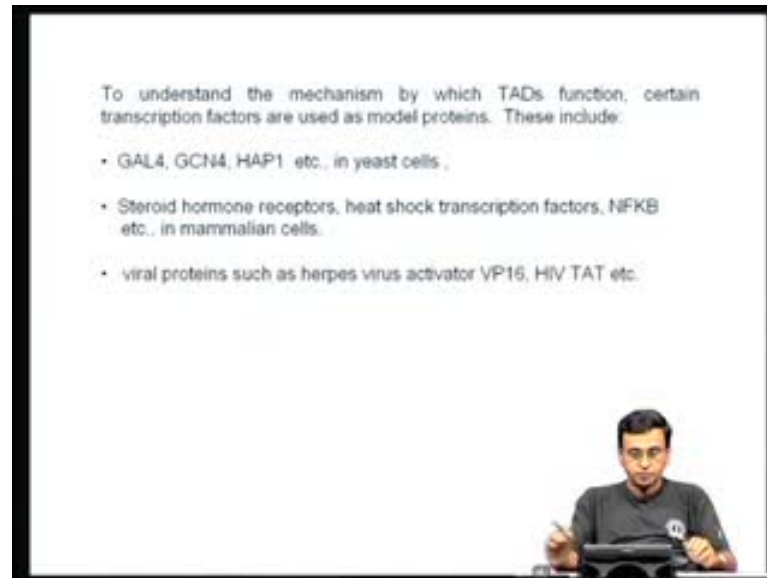 To understand the mechanism by which TADs function, certain
transcription factors are used as model proteins. These include:
• GAL4, GCN4, HAP1 etc., in yeast cells ,
• Steroid hormone receptors, heat shock transcription factors, NFKB
etc., in mammalian cells.
• viral proteins such as herpes virus activator VP16, HIV TAT etc.